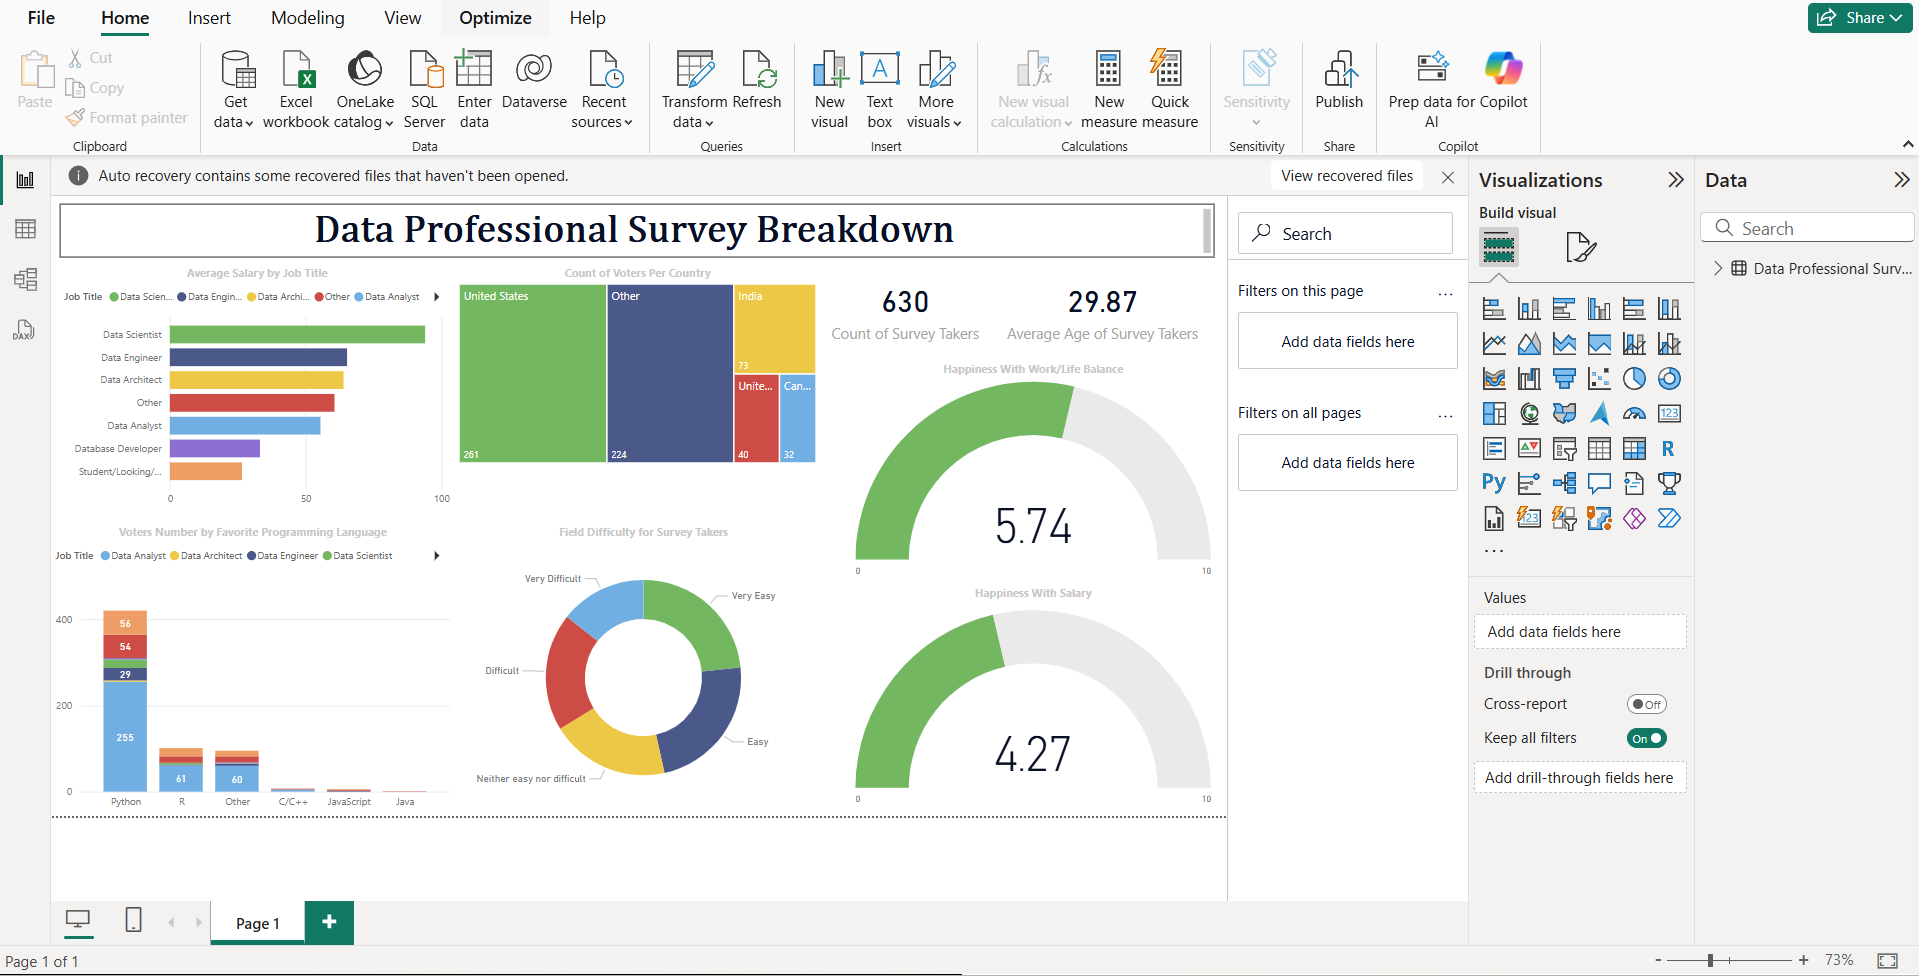 File Home Insert Modeling View Optimize Help Share
Paste
Cut
Copy
Format painter
Clipboard
Get data
Excel workbook
OneLake catalog
SQL Server
Enter data
Dataverse
Recent sources
Data
Transform data
Refresh
Queries
New visual
Text box
More visuals
Insert
New visual calculation
New measure
Quick measure
Calculations
Sensitivity
Sensitivity
Publish
Share
Prep data for AI
Copilot
Copilot
Auto recovery contains some recovered files that haven't been opened.
View recovered files
Data Professional Survey Breakdown
Average Salary by Job Title
Job Title Data Scien... Data Engin... Data Archi... Other Data Analyst
Data Scientist
Data Engineer
Data Architect
Other
Data Analyst
Database Developer
Student/Looking/...
0 50 100
Count of Voters Per Country
United States
261
Other
224
India
73
Unite...
40
Can...
32
630
Count of Survey Takers
29.87
Average Age of Survey Takers
Happiness With Work/Life Balance
5.74
0 10
Voters Number by Favorite Programming Language
Job Title Data Analyst Data Architect Data Engineer Data Scientist
400
200
0
56
54
29
255
61
60
Python R Other C/C++ JavaScript Java
Field Difficulty for Survey Takers
Very Difficult
Very Easy
Difficult
Easy
Neither easy nor difficult
Happiness With Salary
4.27
0 10
Search
Filters on this page ...
Add data fields here
Filters on all pages ...
Add data fields here
Visualizations
Build visual
123
R
Py
123
...
Values
Add data fields here
Drill through
Cross-report Off
Keep all filters On
Add drill-through fields here
Data
Search
Data Professional Surv...
DAX
Page 1
+
Page 1 of 1
- + 73%